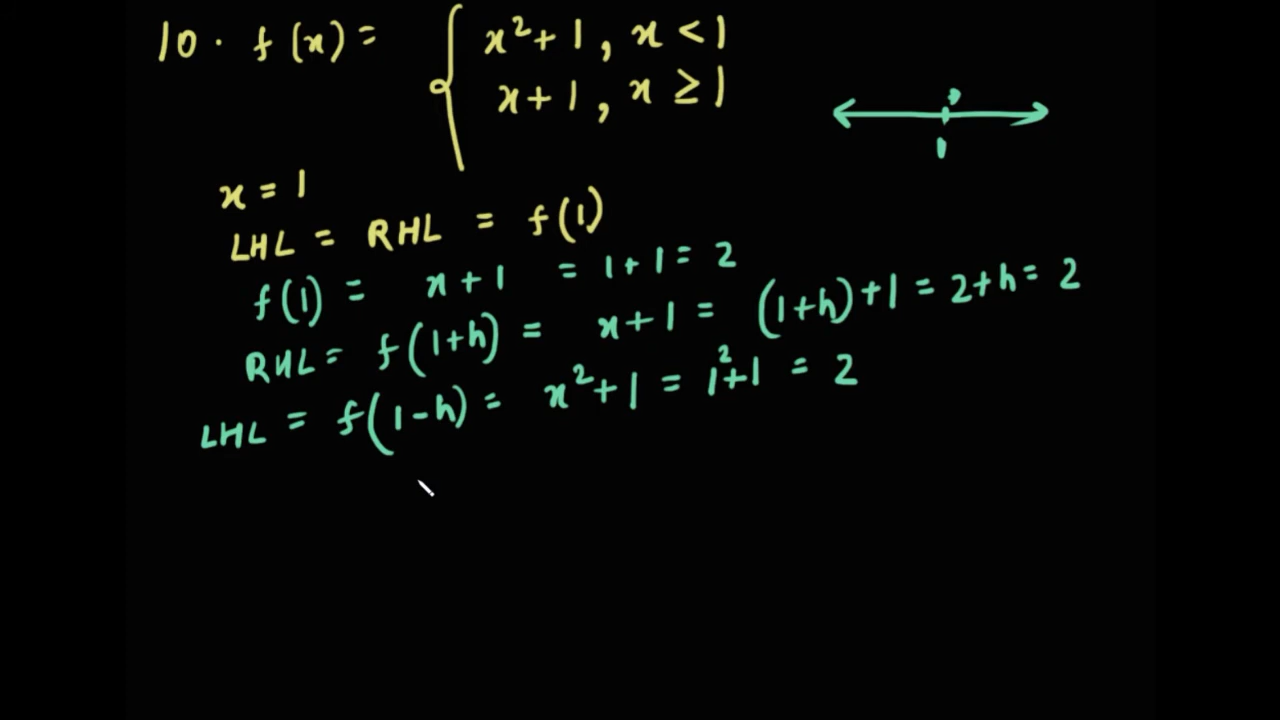 10. f(x) = { x²+1, x < 1
x+1, x ≥ 1
1
x = 1
LHL = RHL = f(1)
f(1) = x+1 = 1+1 = 2
RHL = f(1+h) = x+1 = (1+h)+1 = 2+h = 2
LHL = f(1-h) = x²+1 = 1²+1 = 2